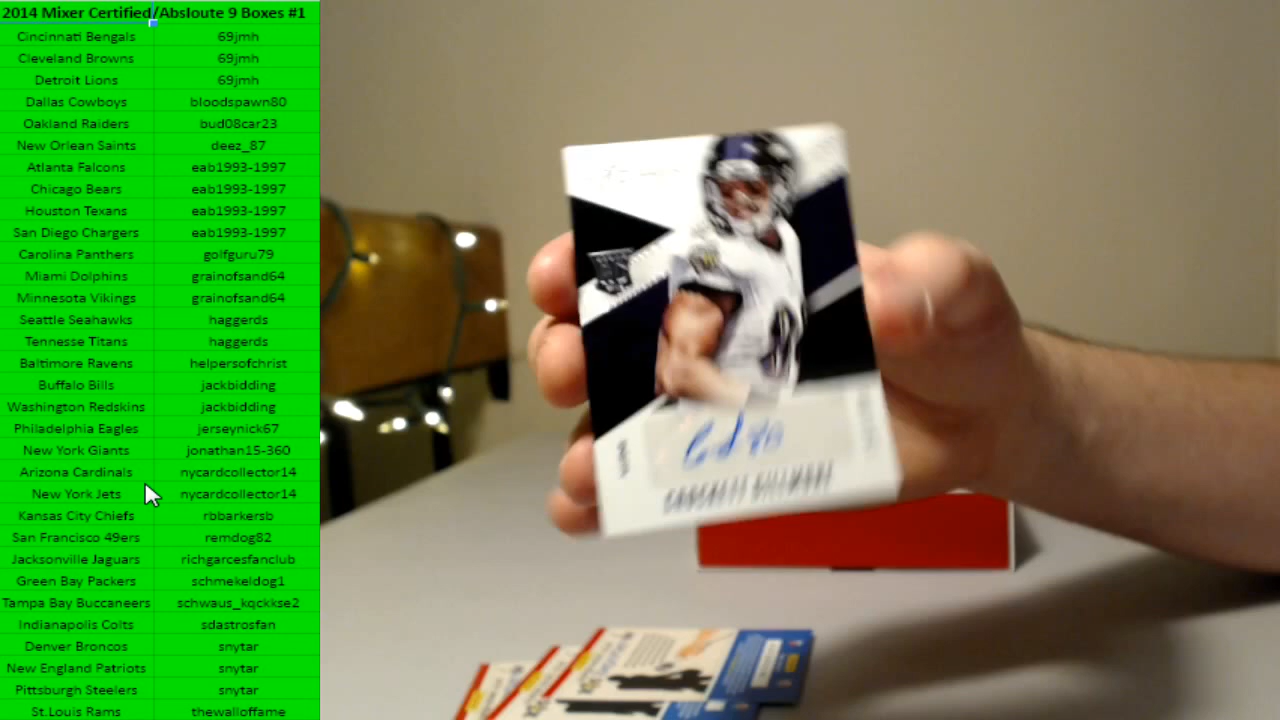 2014 Mixer Certified/Absloute 9 Boxes #1
Cincinnati Bengals 69jmh
Cleveland Browns 69jmh
Detroit Lions 69jmh
Dallas Cowboys bloodspawn80
Oakland Raiders bud08car23
New Orlean Saints deez_87
Atlanta Falcons eab1993-1997
Chicago Bears eab1993-1997
Houston Texans eab1993-1997
San Diego Chargers eab1993-1997
Carolina Panthers golfguru79
Miami Dolphins grainofsand64
Minnesota Vikings grainofsand64
Seattle Seahawks haggerds
Tennesse Titans haggerds
Baltimore Ravens helpersofchrist
Buffalo Bills jackbidding
Washington Redskins jackbidding
Philadelphia Eagles jerseynick67
New York Giants jonathan15-360
Arizona Cardinals nycardcollector14
New York Jets nycardcollector14
Kansas City Chiefs rbbarkersb
San Francisco 49ers remdog82
Jacksonville Jaguars richgarcesfanclub
Green Bay Packers schmekeldog1
Tampa Bay Buccaneers schwaus_kqckkse2
Indianapolis Colts sdastrosfan
Denver Broncos snytar
New England Patriots snytar
Pittsburgh Steelers snytar
St.Louis Rams thewalloffame
CROCKETT GILLMORE